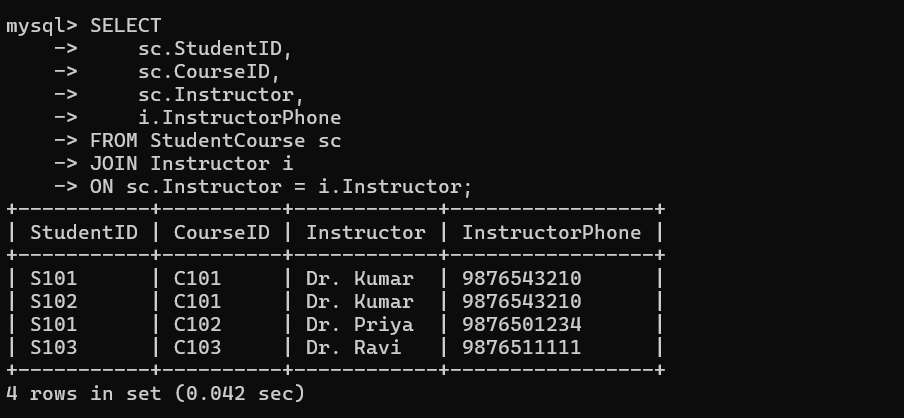 mysql> SELECT
    ->     sc.StudentID,
    ->     sc.CourseID,
    ->     sc.Instructor,
    ->     i.InstructorPhone
    -> FROM StudentCourse sc
    -> JOIN Instructor i
    -> ON sc.Instructor = i.Instructor;
+-----------+----------+------------+-----------------+
| StudentID | CourseID | Instructor | InstructorPhone |
+-----------+----------+------------+-----------------+
| S101      | C101     | Dr. Kumar  | 9876543210      |
| S102      | C101     | Dr. Kumar  | 9876543210      |
| S101      | C102     | Dr. Priya  | 9876501234      |
| S103      | C103     | Dr. Ravi   | 9876511111      |
+-----------+----------+------------+-----------------+
4 rows in set (0.042 sec)